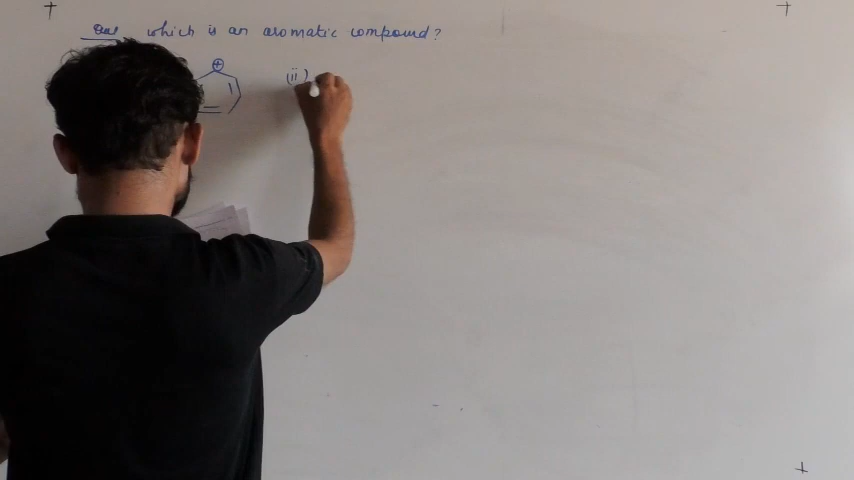 Que which is an aromatic compound?
(ii)